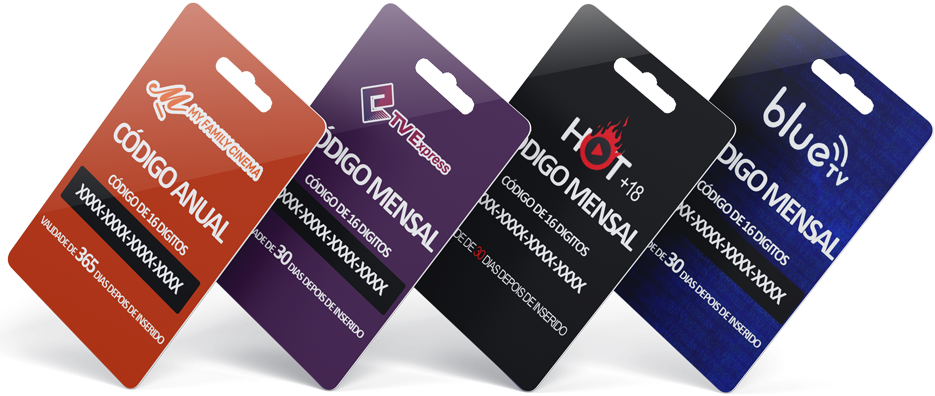 MY FAMILY CINEMA
CÓDIGO ANUAL
CÓDIGO DE 16 DIGITOS
XXXX-XXXX-XXXX-XXXX
VALIDADE DE 365 DIAS DEPOIS DE INSERIDO
TVExpress
ÓDIGO MENSAL
CÓDIGO DE 16 DIGITOS
XXX-XXXX-XXXX-XXXX
DE 30 DIAS DEPOIS DE INSERIDO
HOT
+18
DIGO MENSAL
CÓDIGO DE 16 DIGITOS
XX-XXXX-XXXX-XXXX
DE 30 DIAS DEPOIS DE INSERIDO
blue
TV
DIGO MENSAL
CÓDIGO DE 16 DIGITOS
XX-XXXX-XXXX-XXXX
DE 30 DIAS DEPOIS DE INSERIDO